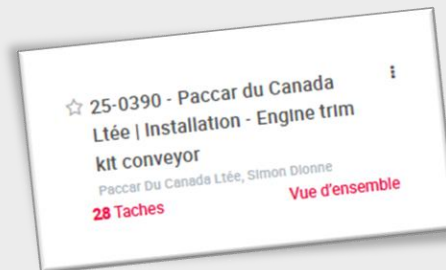 25-0390 - Paccar du Canada
Ltée | Installation - Engine trim
kit conveyor
Paccar Du Canada Ltée, Simon Dionne
28 Taches
Vue d'ensemble